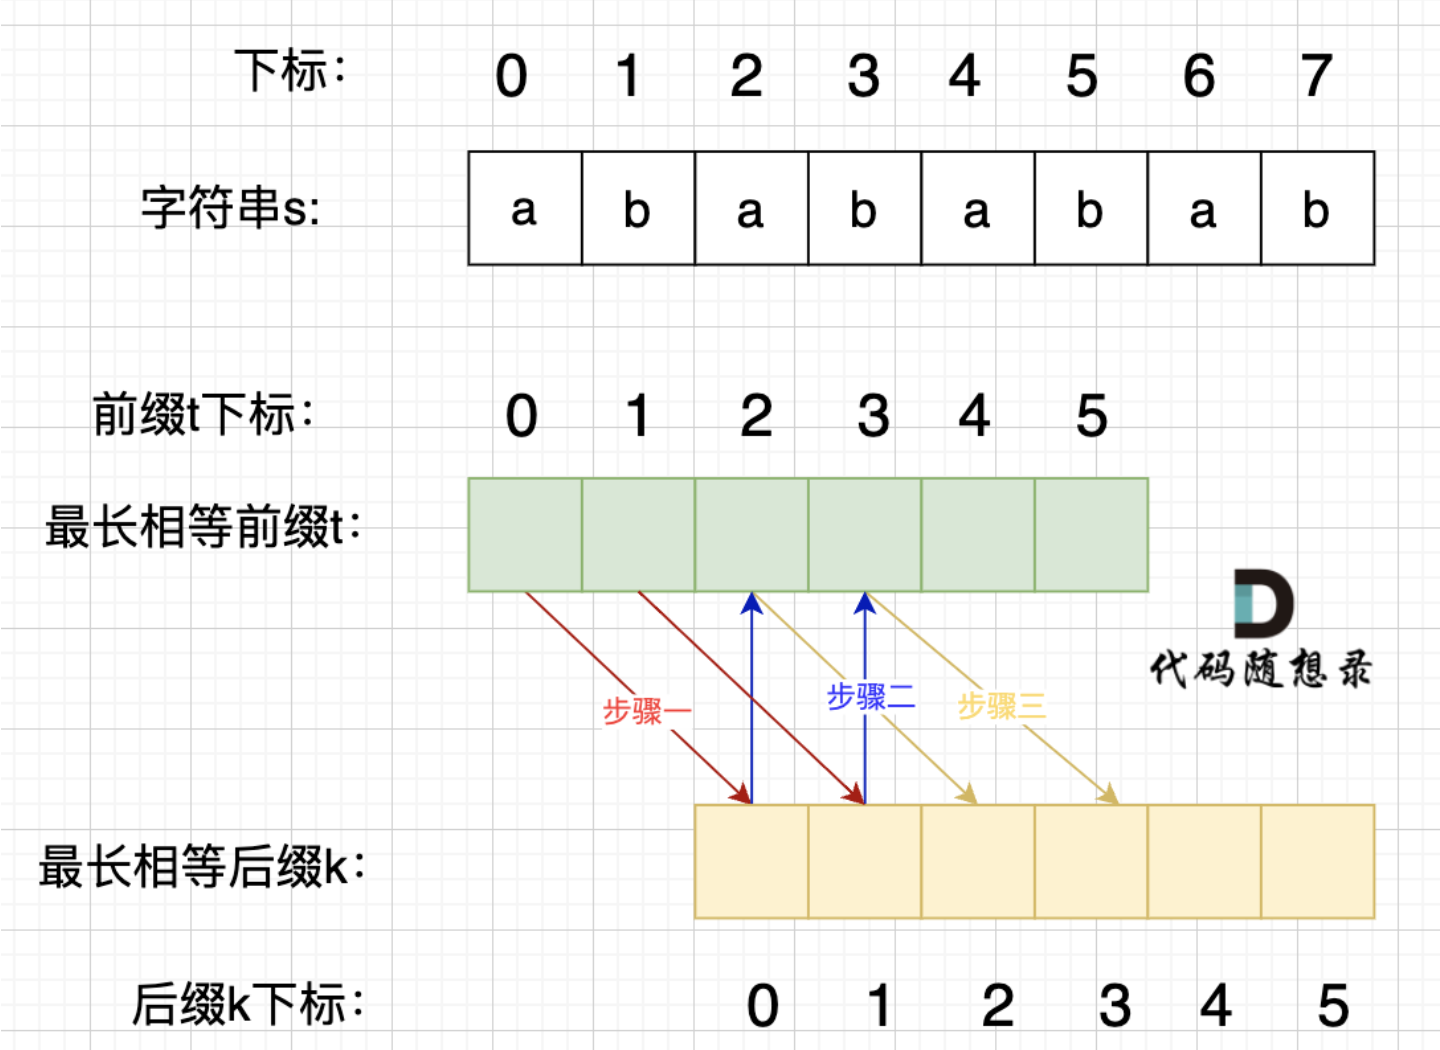 下标： 0 1 2 3 4 5 6 7
字符串s: a b a b a b a b
前缀t下标： 0 1 2 3 4 5
最长相等前缀t：
步骤一 步骤二 步骤三
代码随想录
最长相等后缀k：
后缀k下标： 0 1 2 3 4 5